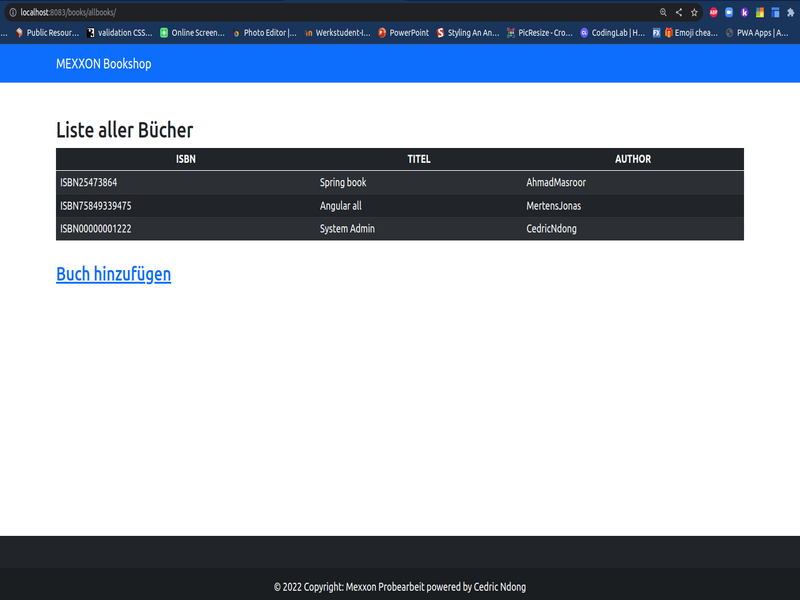 localhost:8083/books/allbooks/
... Public Resour... validation CSS... Online Screen... Photo Editor |... Werkstudent-I... PowerPoint Styling An An... PicResize - Cro... CodingLab | H... Emoji chea... PWA Apps | A...
MEXXON Bookshop
Liste aller Bücher
ISBN TITEL AUTHOR
ISBN25473864 Spring book AhmadMasroor
ISBN75849339475 Angular all MertensJonas
ISBN00000001222 System Admin CedricNdong
Buch hinzufügen
© 2022 Copyright: Mexxon Probearbeit powered by Cedric Ndong